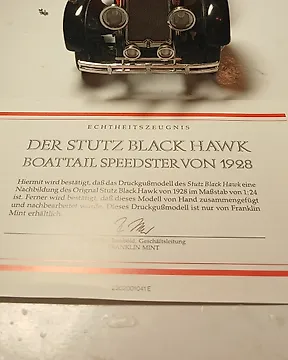 ECHTHEITSZEUGNIS
DER STUTZ BLACK HAWK
BOATTAIL SPEEDSTER VON 1928
Hiermit wird bestätigt, daß das Druckgußmodell des Stutz Black Hawk eine
Nachbildung des Orignal Stutz Black Hawk von 1928 im Maßstab von 1:24
ist. Ferner wird bestätigt, daß dieses Modell von Hand zusammengefügt
und nachbearbeitet wurde. Dieses Druckgußmodell ist nur von Franklin
Mint erhältlich.
Geschäftsleitung
FRANKLIN MINT